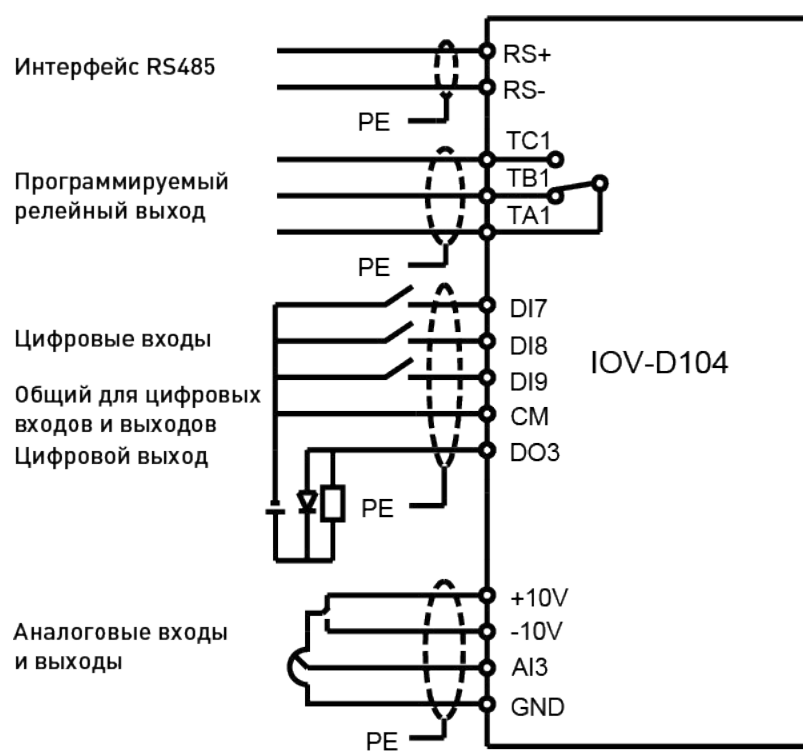 Интерфейс RS485
RS+
RS-
PE
Программируемый
релейный выход
TC1
TB1
TA1
PE
Цифровые входы
Общий для цифровых
входов и выходов
Цифровой выход
DI7
DI8
DI9
CM
DO3
PE
IOV-D104
Аналоговые входы
и выходы
+10V
-10V
AI3
GND
PE